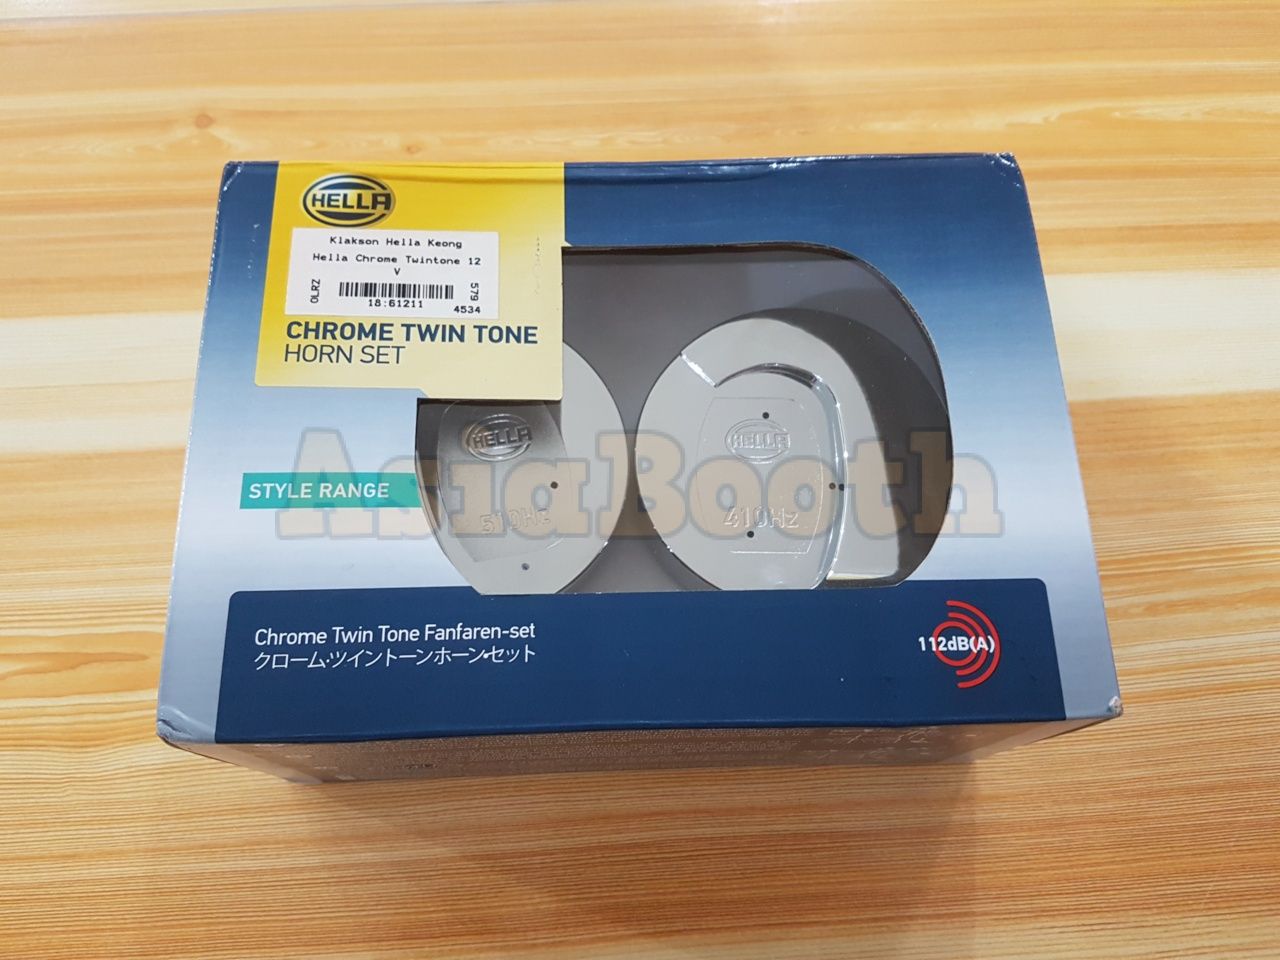 HELLA
Klakson Hella Keong
Hella Chrome Twintone 12
V
OLRZ
579
18:61211
4534
CHROME TWIN TONE
HORN SET
HELLA
510Hz
HELLA
410Hz
AsiaBooth
STYLE RANGE
Chrome Twin Tone Fanfaren-set
クローム・ツイントーンホーン・セット
112dB(A)